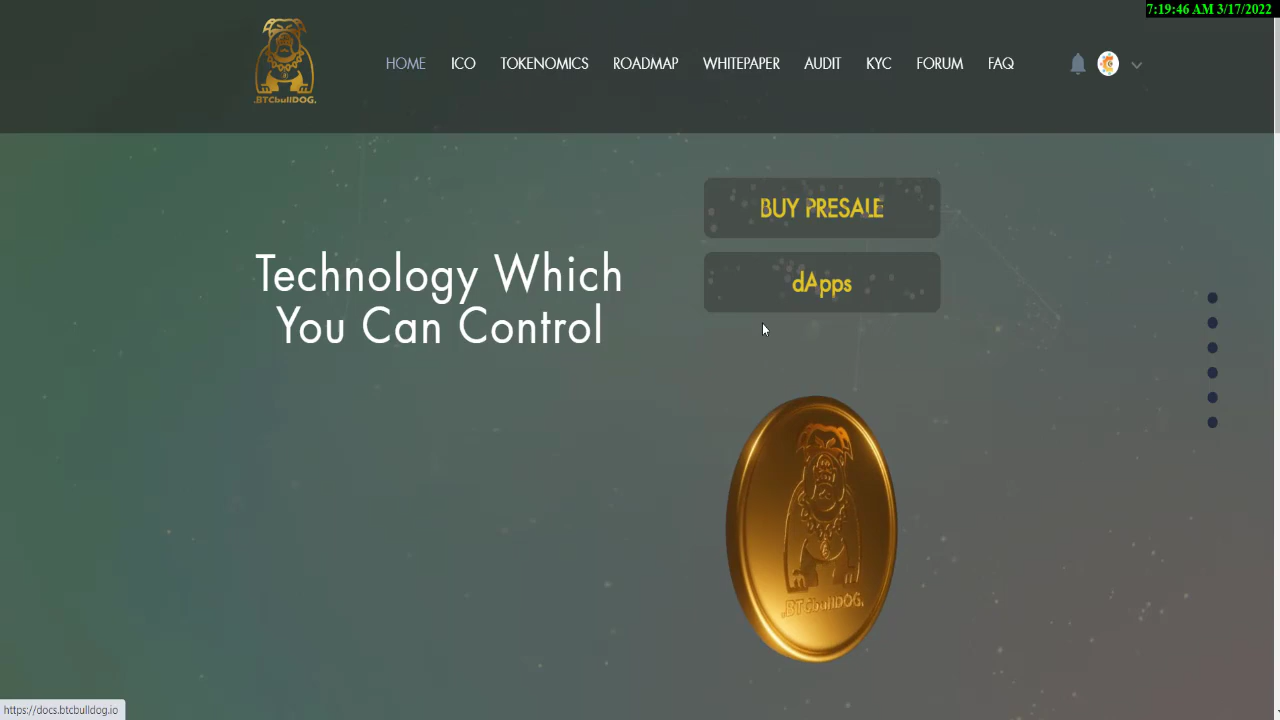 7:19:46 AM 3/17/2022
.BTCbullDOG.
HOME ICO TOKENOMICS ROADMAP WHITEPAPER AUDIT KYC FORUM FAQ
BUY PRESALE
dApps
Technology Which
You Can Control
.BTCbullDOG.
https://docs.btcbulldog.io